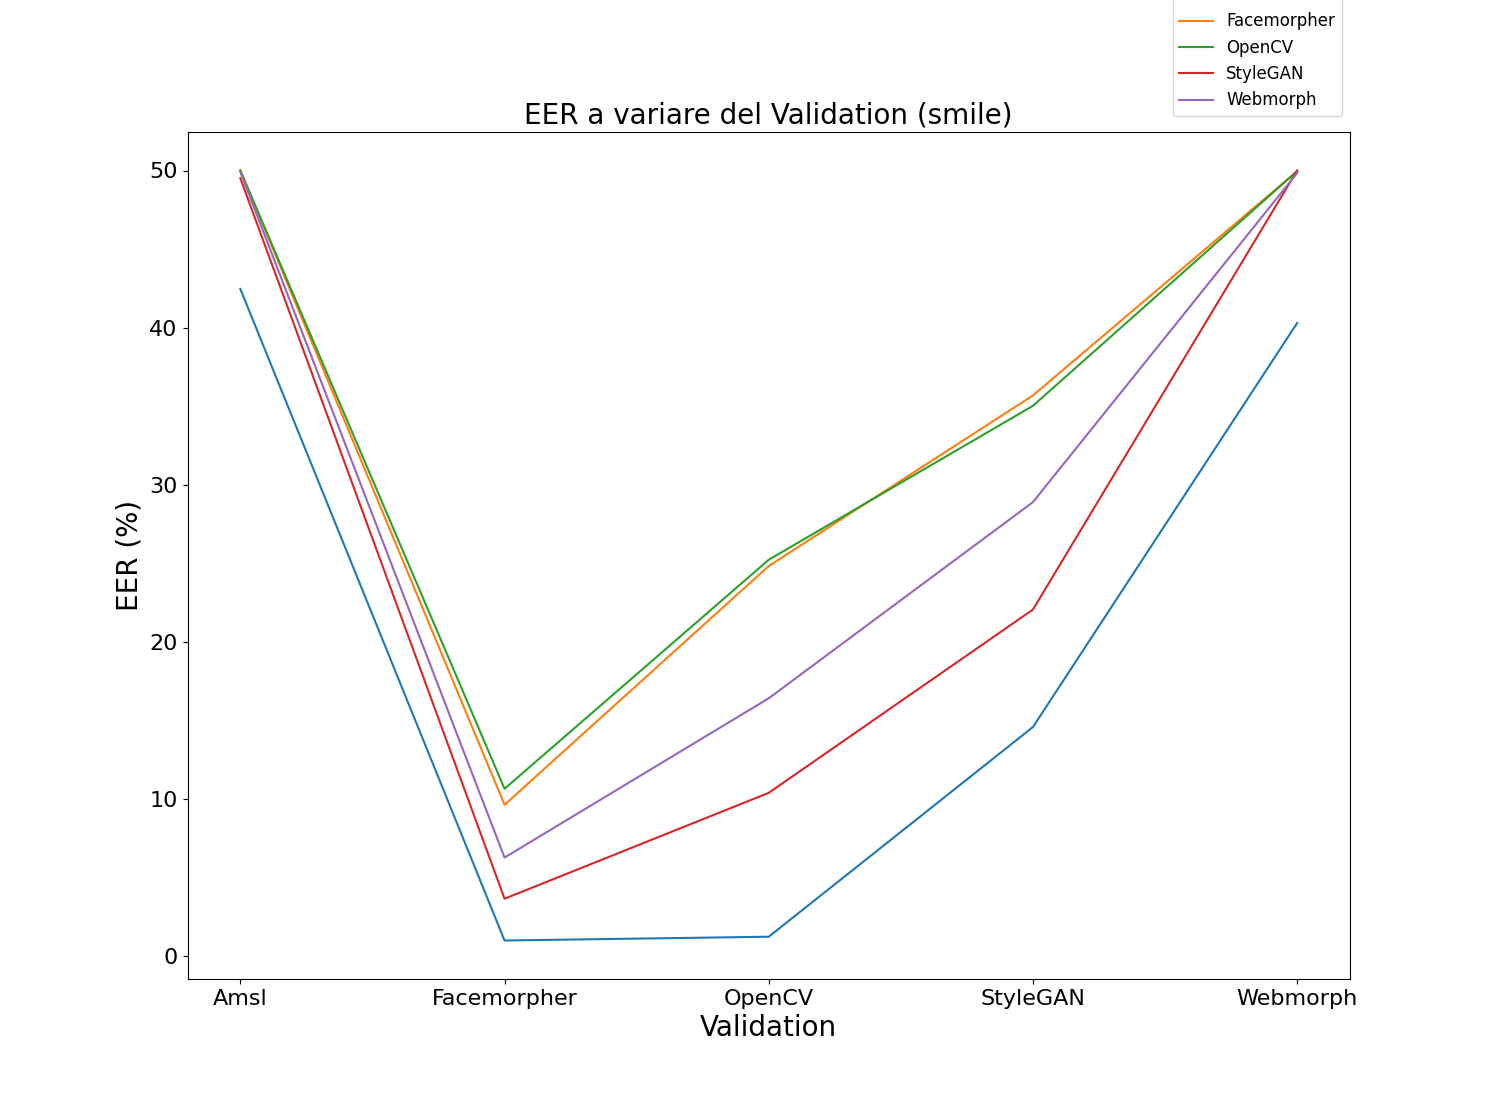 Facemorpher
OpenCV
StyleGAN
Webmorph
EER a variare del Validation (smile)
50
40
30
20
10
0
EER (%)
Amsl Facemorpher OpenCV StyleGAN Webmorph
Validation